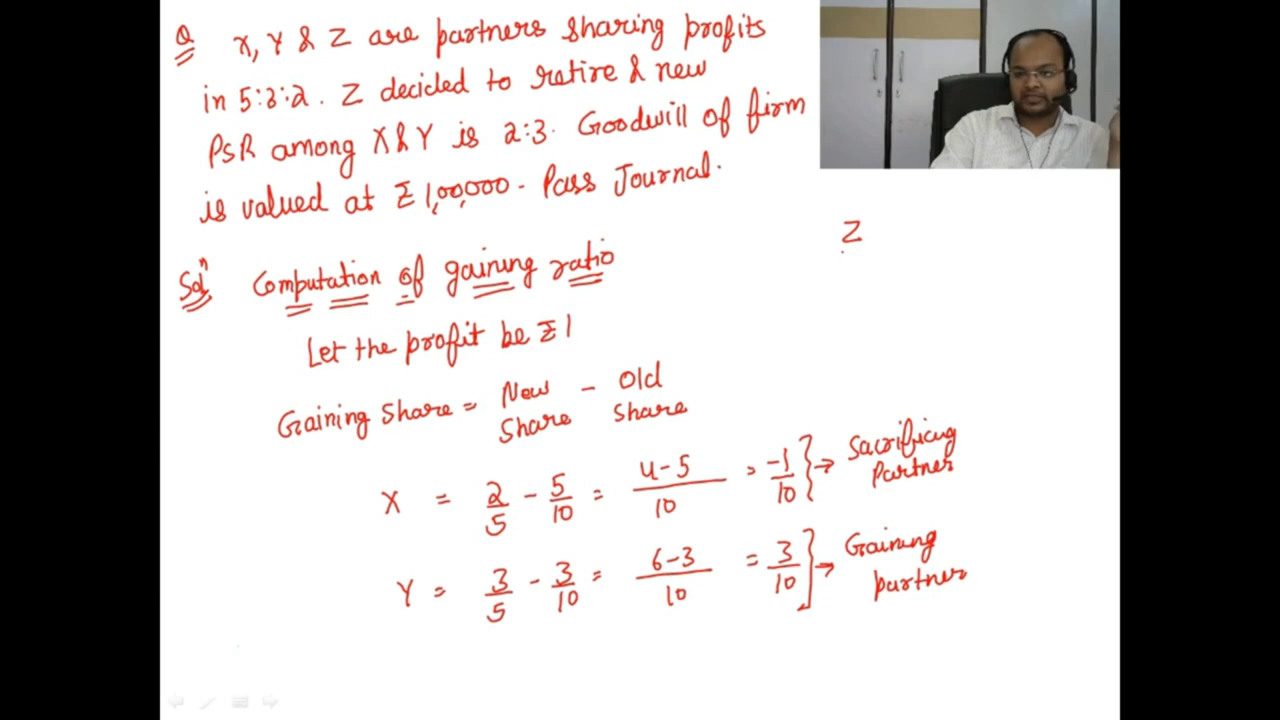 Q X, Y & Z are partners sharing profits
in 5:3:2. Z decided to retire & new
PSR among X & Y is 2:3. Goodwill of firm
is valued at ₹1,00,000. Pass Journal.
Z
Solⁿ Computation of gaining ratio
Let the profit be ₹1
Gaining Share = New Share - Old Share
X = 2/5 - 5/10 = 4-5/10 = -1/10 } → Sacrificing Partner
Y = 3/5 - 3/10 = 6-3/10 = 3/10 } → Gaining partner